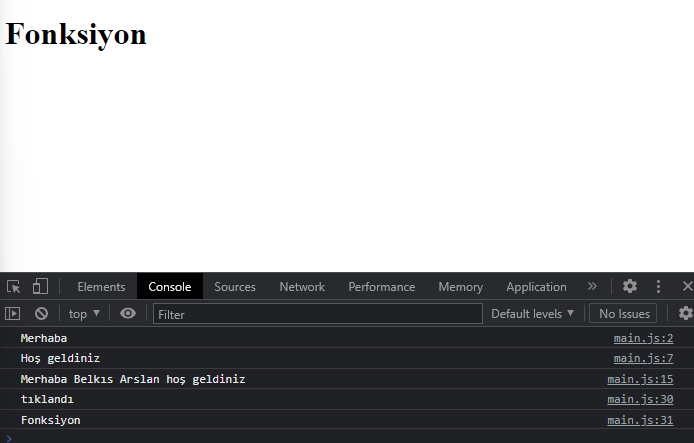 Fonksiyon
Elements Console Sources Network Performance Memory Application »
top ▼ Filter Default levels ▼ No Issues
Merhaba main.js:2
Hoş geldiniz main.js:7
Merhaba Belkıs Arslan hoş geldiniz main.js:15
tıklandı main.js:30
Fonksiyon main.js:31
>